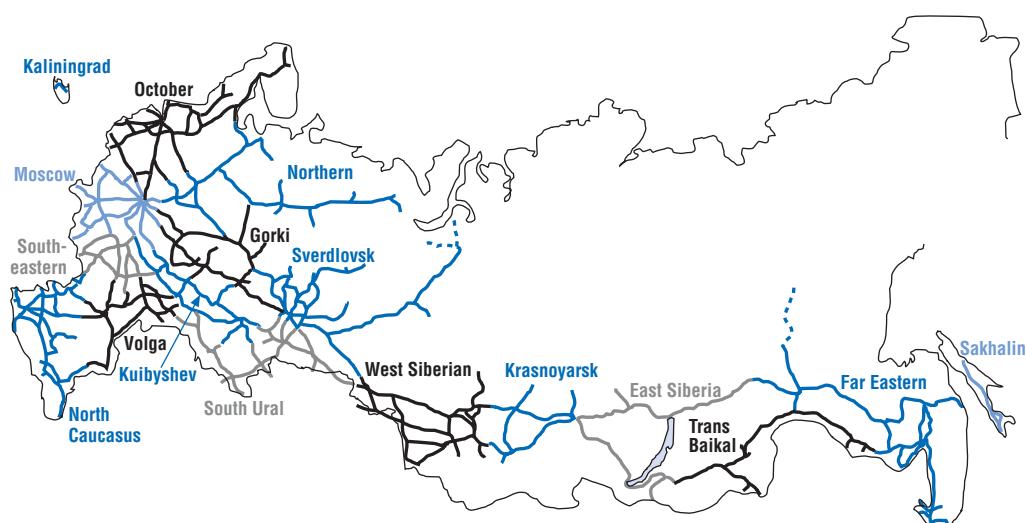 Kaliningrad
October
Moscow
Northern
Gorki
South-
eastern
Sverdlovsk
Volga
Kuibyshev
West Siberian
Krasnoyarsk
East Siberia
Far Eastern
Sakhalin
South Ural
North
Caucasus
Trans
Baikal